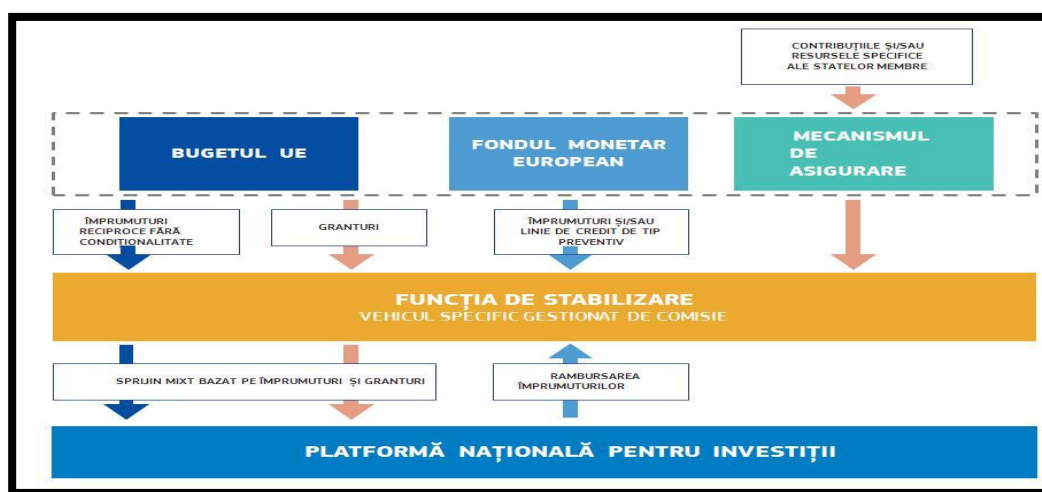 CONTRIBUȚIILE ȘI/SAU
RESURSELE SPECIFICE
ALE STATELOR MEMBRE
BUGETUL UE
FONDUL MONETAR
EUROPEAN
MECANISMUL
DE
ASIGURARE
ÎMPRUMUTURI
RECIPROCE FĂRĂ
CONDIȚIONALITATE
GRANTURI
ÎMPRUMUTURI ȘI/SAU
LINIE DE CREDIT DE TIP
PREVENTIV
FUNCȚIA DE STABILIZARE
VEHICUL SPECIFIC GESTIONAT DE COMISIE
SPRIJIN MIXT BAZAT PE ÎMPRUMUTURI ȘI GRANTURI
RAMBURSAREA
ÎMPRUMUTURILOR
PLATFORMĂ NAȚIONALĂ PENTRU INVESTIȚII